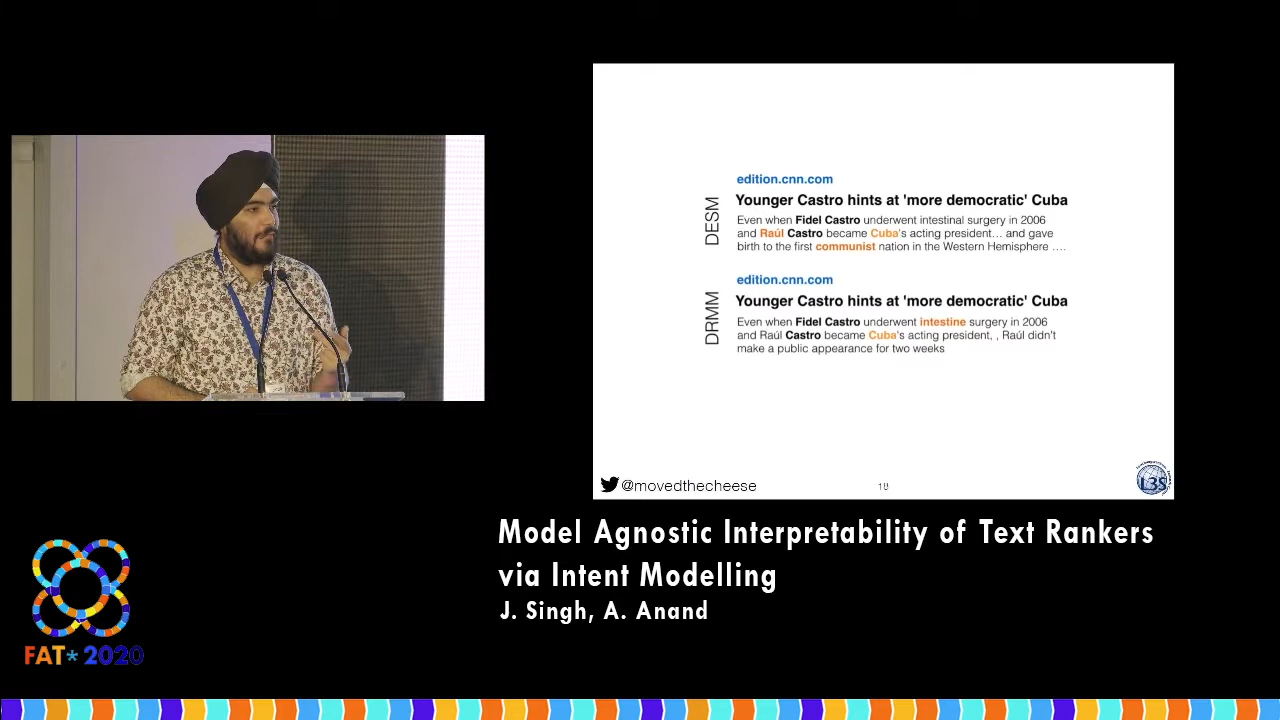 edition.cnn.com
Younger Castro hints at 'more democratic' Cuba
DESM
Even when Fidel Castro underwent intestinal surgery in 2006
and Raúl Castro became Cuba's acting president… and gave
birth to the first communist nation in the Western Hemisphere ….
edition.cnn.com
Younger Castro hints at 'more democratic' Cuba
DRMM
Even when Fidel Castro underwent intestine surgery in 2006
and Raúl Castro became Cuba's acting president, , Raúl didn't
make a public appearance for two weeks
@movedthecheese
18
L3S
Model Agnostic Interpretability of Text Rankers
via Intent Modelling
J. Singh, A. Anand
FAT* 2020